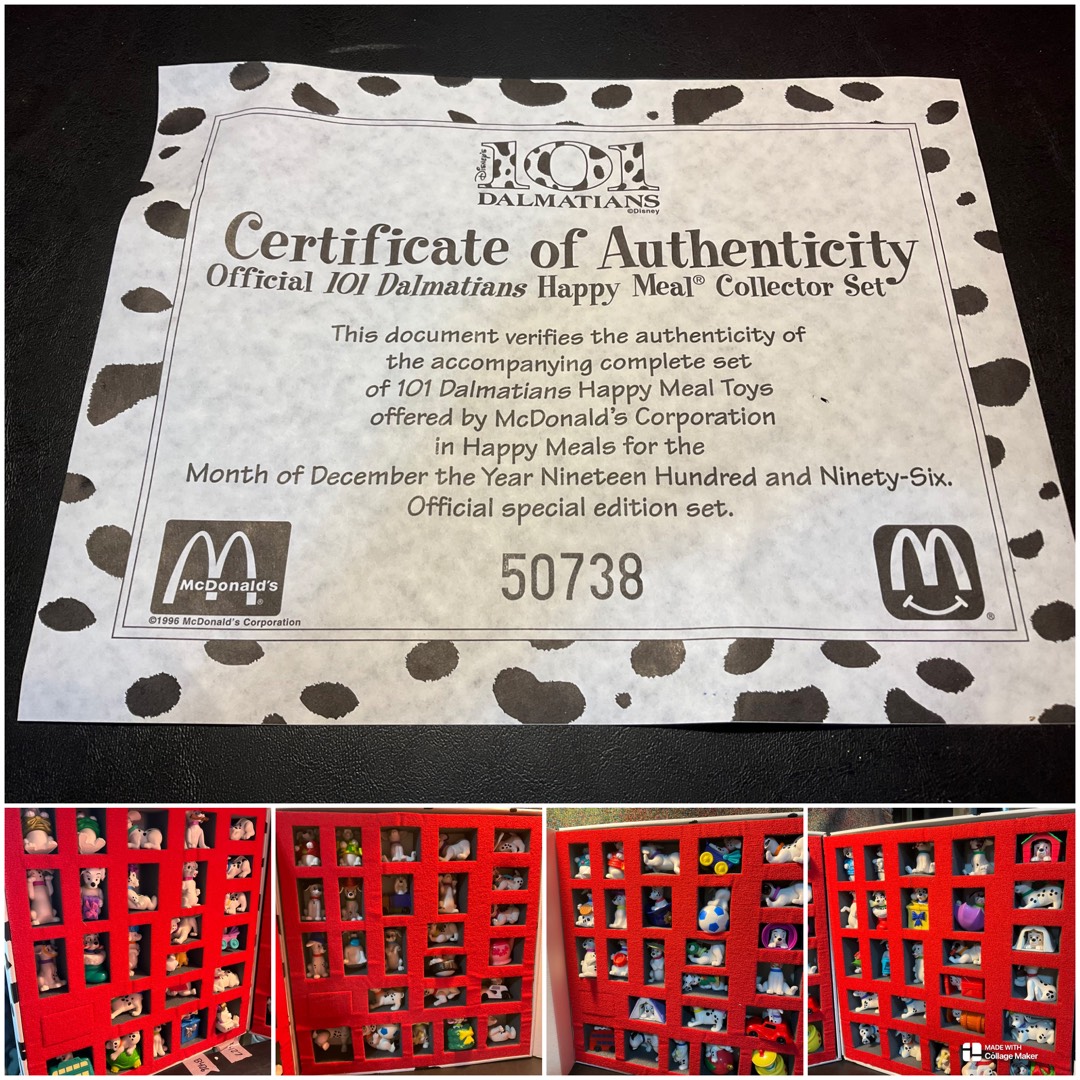 Disney's
101
DALMATIANS
©Disney
Certificate of Authenticity
Official 101 Dalmatians Happy Meal® Collector Set
This document verifies the authenticity of
the accompanying complete set
of 101 Dalmatians Happy Meal Toys
offered by McDonald's Corporation
in Happy Meals for the
Month of December the Year Nineteen Hundred and Ninety-Six.
Official special edition set.
50738
McDonald's®
®
©1996 McDonald's Corporation
MADE WITH
Collage Maker